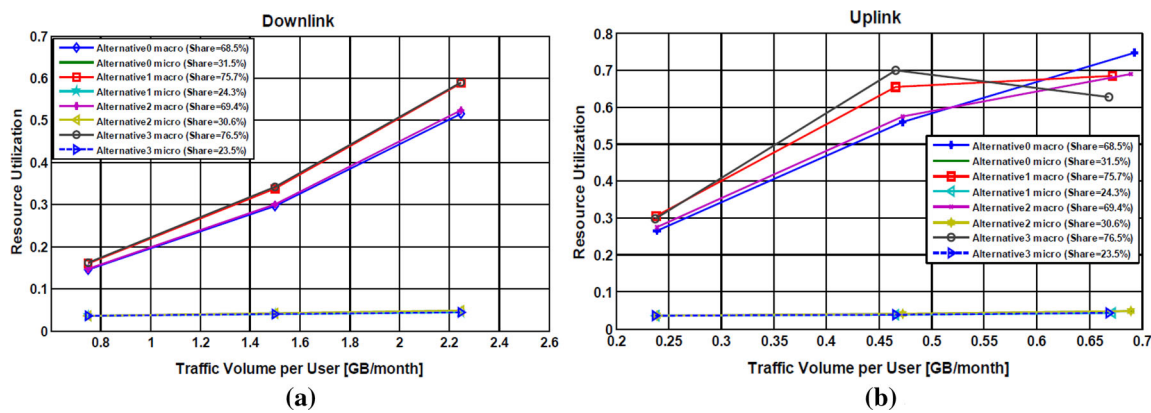 Downlink
0.7
0.6
0.5
0.4
0.3
0.2
0.1
0
Resource Utilization
Alternative0 macro (Share=68.5%)
Alternative0 micro (Share=31.5%)
Alternative1 macro (Share=75.7%)
Alternative1 micro (Share=24.3%)
Alternative2 macro (Share=69.4%)
Alternative2 micro (Share=30.6%)
Alternative3 macro (Share=76.5%)
Alternative3 micro (Share=23.5%)
0.8 1 1.2 1.4 1.6 1.8 2 2.2 2.4 2.6
Traffic Volume per User [GB/month]
(a)
Uplink
0.8
0.7
0.6
0.5
0.4
0.3
0.2
0.1
0
Resource Utilization
Alternative0 macro (Share=68.5%)
Alternative0 micro (Share=31.5%)
Alternative1 macro (Share=75.7%)
Alternative1 micro (Share=24.3%)
Alternative2 macro (Share=69.4%)
Alternative2 micro (Share=30.6%)
Alternative3 macro (Share=76.5%)
Alternative3 micro (Share=23.5%)
0.2 0.25 0.3 0.35 0.4 0.45 0.5 0.55 0.6 0.65 0.7
Traffic Volume per User [GB/month]
(b)